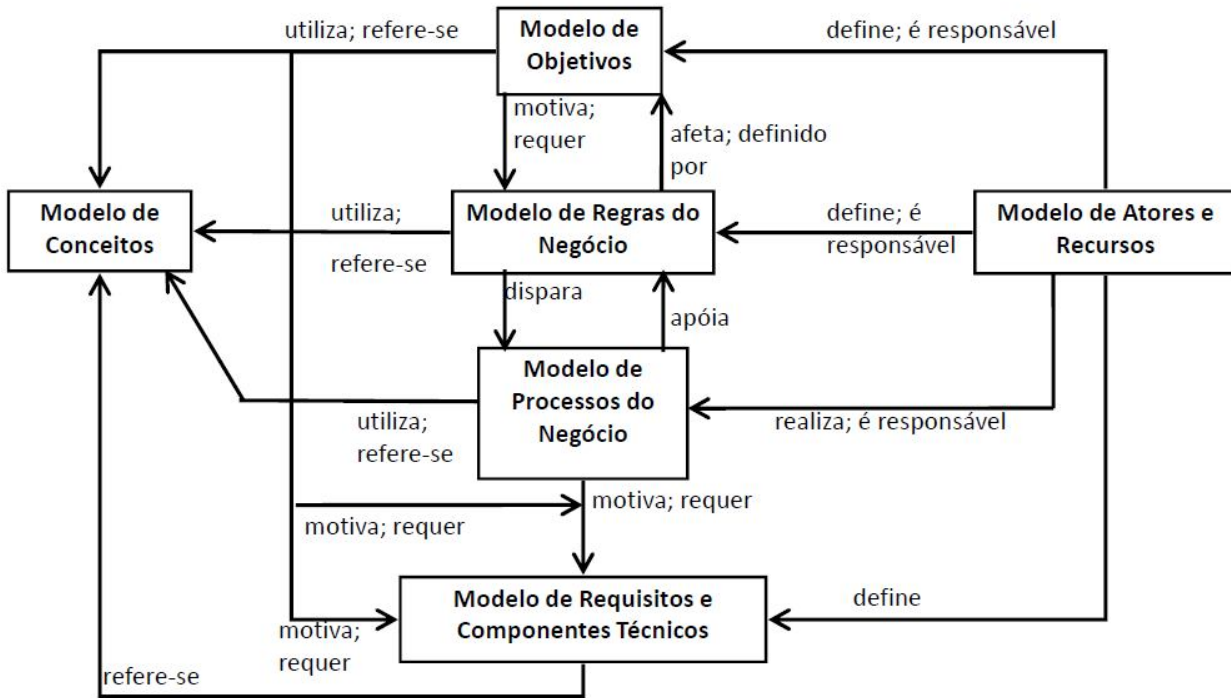 utiliza; refere-se
Modelo de
Objetivos
define; é responsável
motiva;
requer
afeta; definido
por
Modelo de
Conceitos
utiliza;
refere-se
Modelo de Regras do
Negócio
define; é
responsável
Modelo de Atores e
Recursos
dispara
apóia
Modelo de
Processos do
Negócio
utiliza;
refere-se
realiza; é responsável
motiva; requer
motiva; requer
Modelo de Requisitos e
Componentes Técnicos
define
motiva;
requer
refere-se